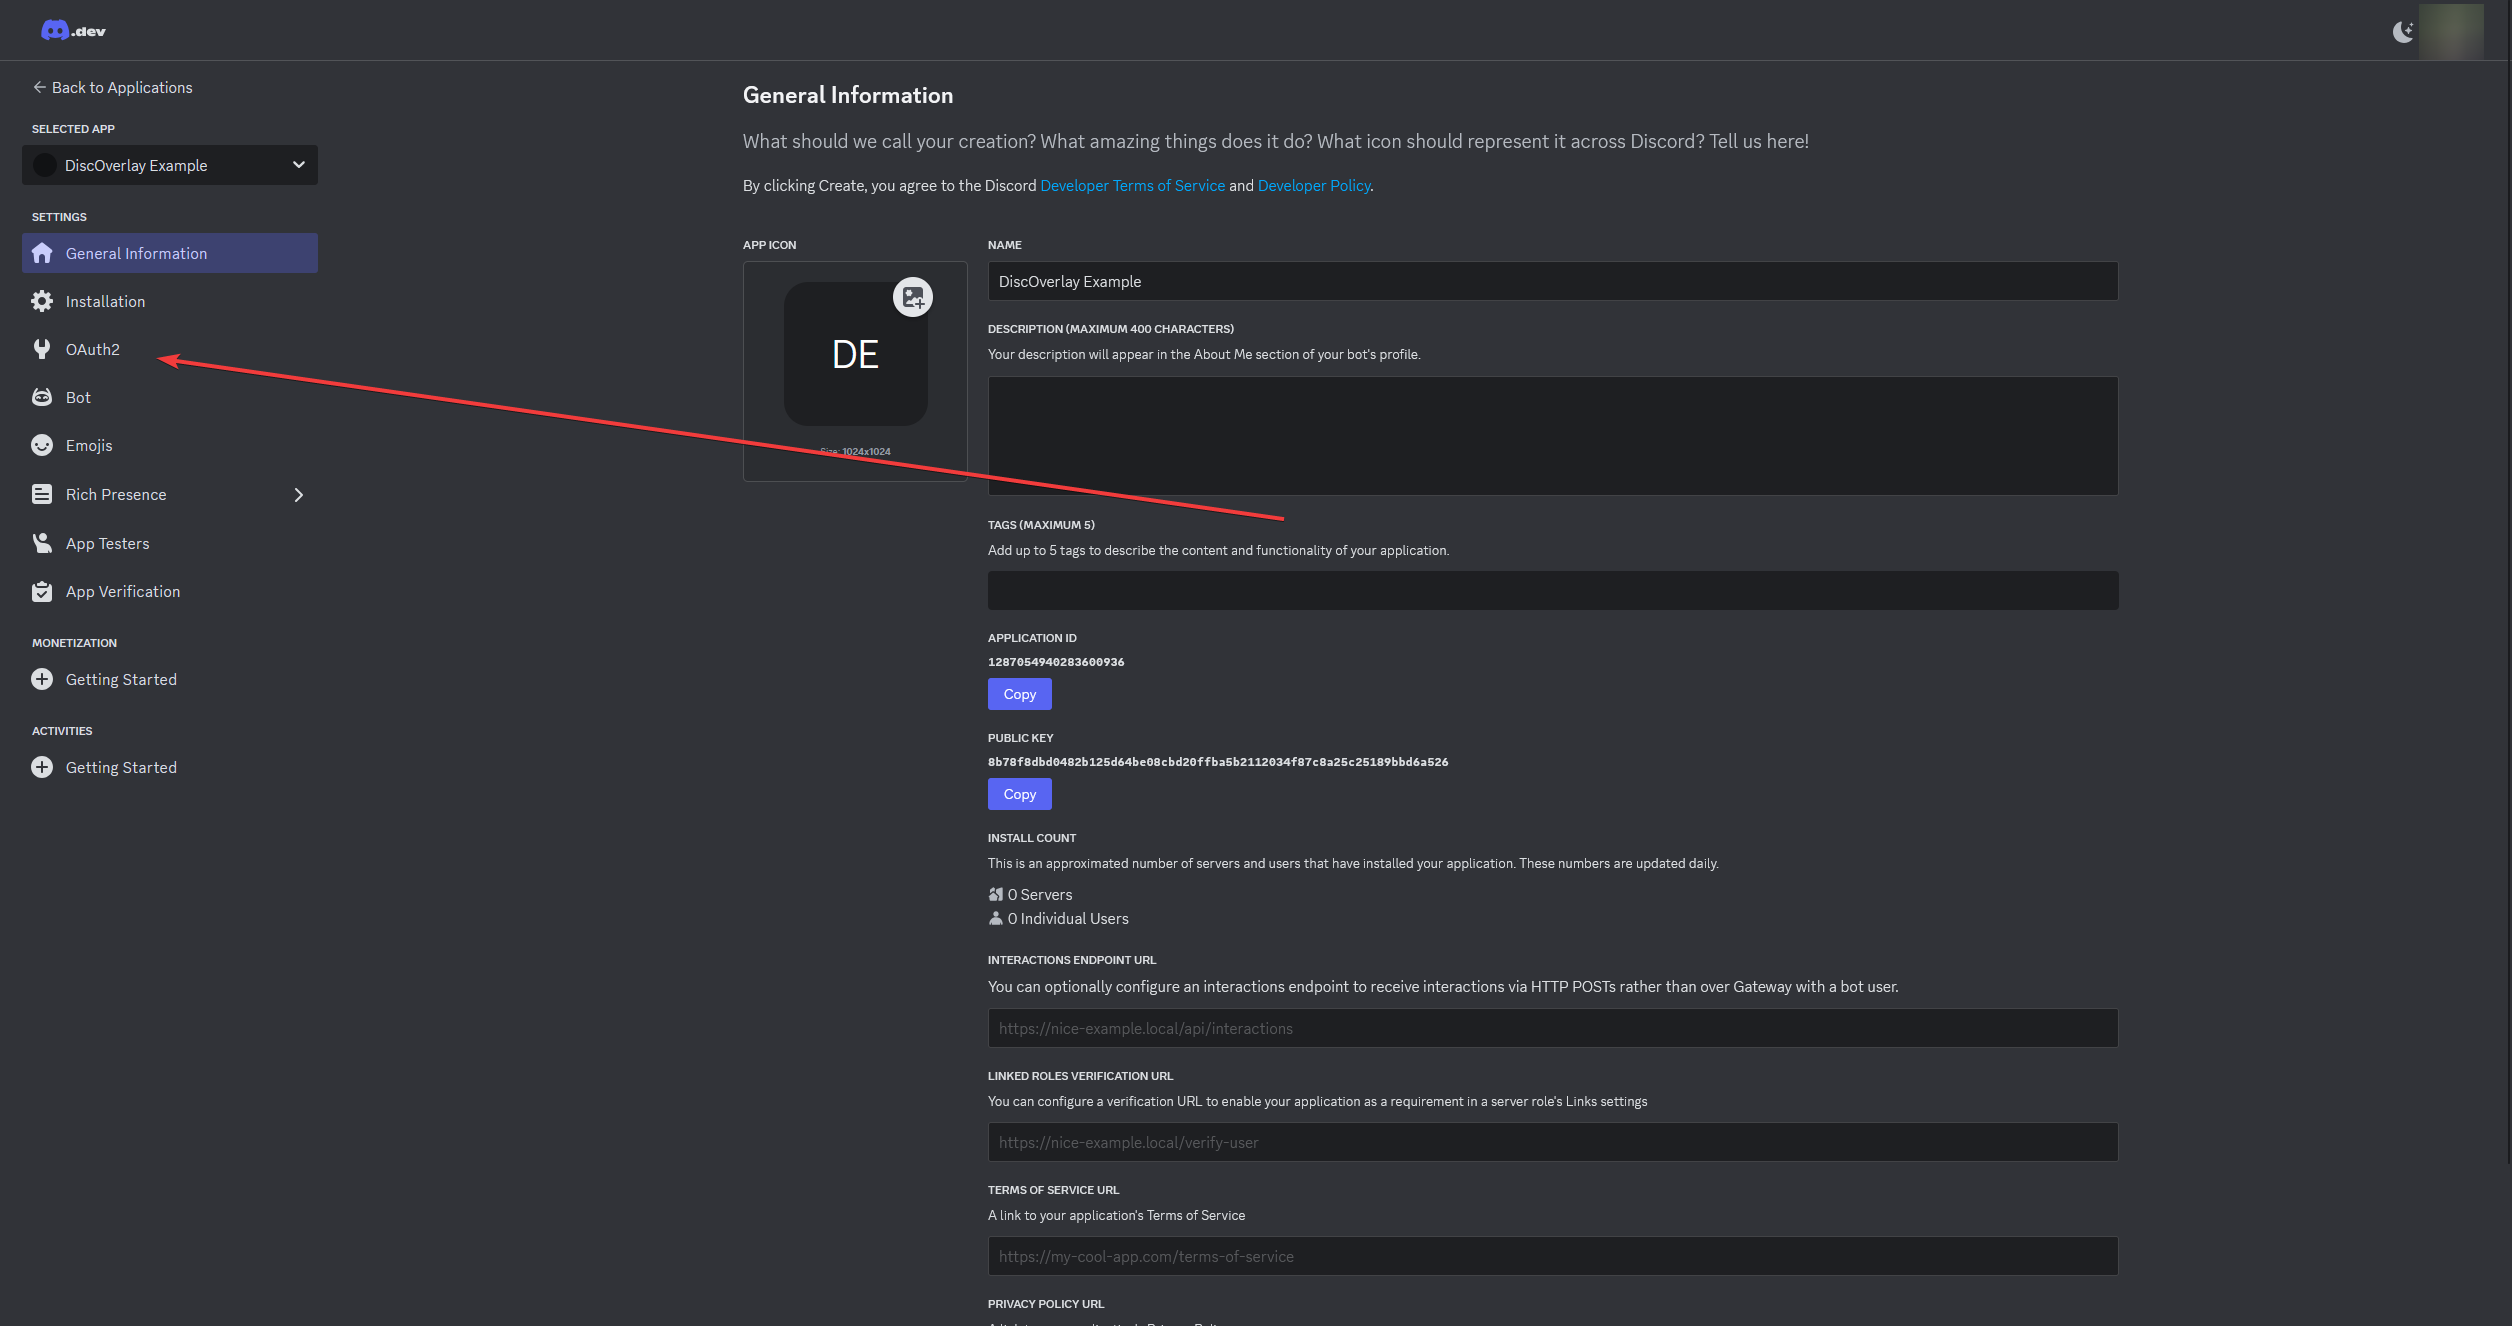 .dev
Back to Applications
SELECTED APP
DiscOverlay Example
SETTINGS
General Information
Installation
OAuth2
Bot
Emojis
Rich Presence
App Testers
App Verification
MONETIZATION
Getting Started
ACTIVITIES
Getting Started
General Information
What should we call your creation? What amazing things does it do? What icon should represent it across Discord? Tell us here!
By clicking Create, you agree to the Discord Developer Terms of Service and Developer Policy.
APP ICON
DE
Size: 1024x1024
NAME
DiscOverlay Example
DESCRIPTION (MAXIMUM 400 CHARACTERS)
Your description will appear in the About Me section of your bot's profile.
TAGS (MAXIMUM 5)
Add up to 5 tags to describe the content and functionality of your application.
APPLICATION ID
1287054940283600936
Copy
PUBLIC KEY
8b78f8dbd0482b125d64be08cbd20ffba5b2112034f87c8a25c25189bbd6a526
Copy
INSTALL COUNT
This is an approximated number of servers and users that have installed your application. These numbers are updated daily.
0 Servers
0 Individual Users
INTERACTIONS ENDPOINT URL
You can optionally configure an interactions endpoint to receive interactions via HTTP POSTs rather than over Gateway with a bot user.
https://nice-example.local/api/interactions
LINKED ROLES VERIFICATION URL
You can configure a verification URL to enable your application as a requirement in a server role's Links settings
https://nice-example.local/verify-user
TERMS OF SERVICE URL
A link to your application's Terms of Service
https://my-cool-app.com/terms-of-service
PRIVACY POLICY URL